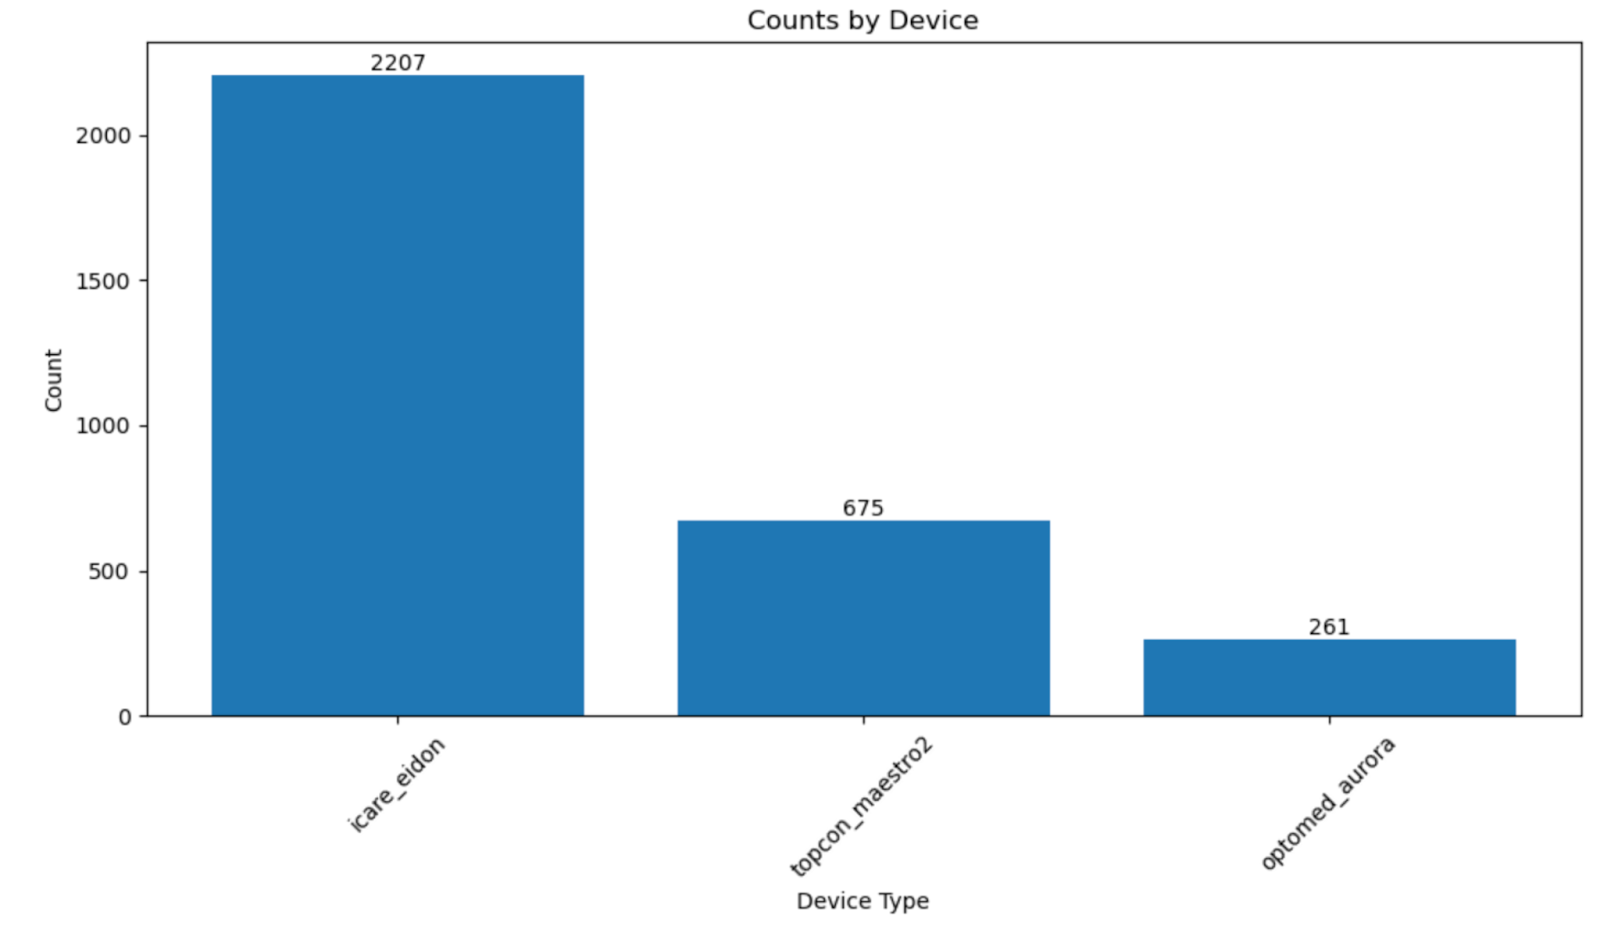 Counts by Device
2207
2000
1500
Count
1000
675
500
261
0
icare_eidon
topcon_maestro2
optomed_aurora
Device Type